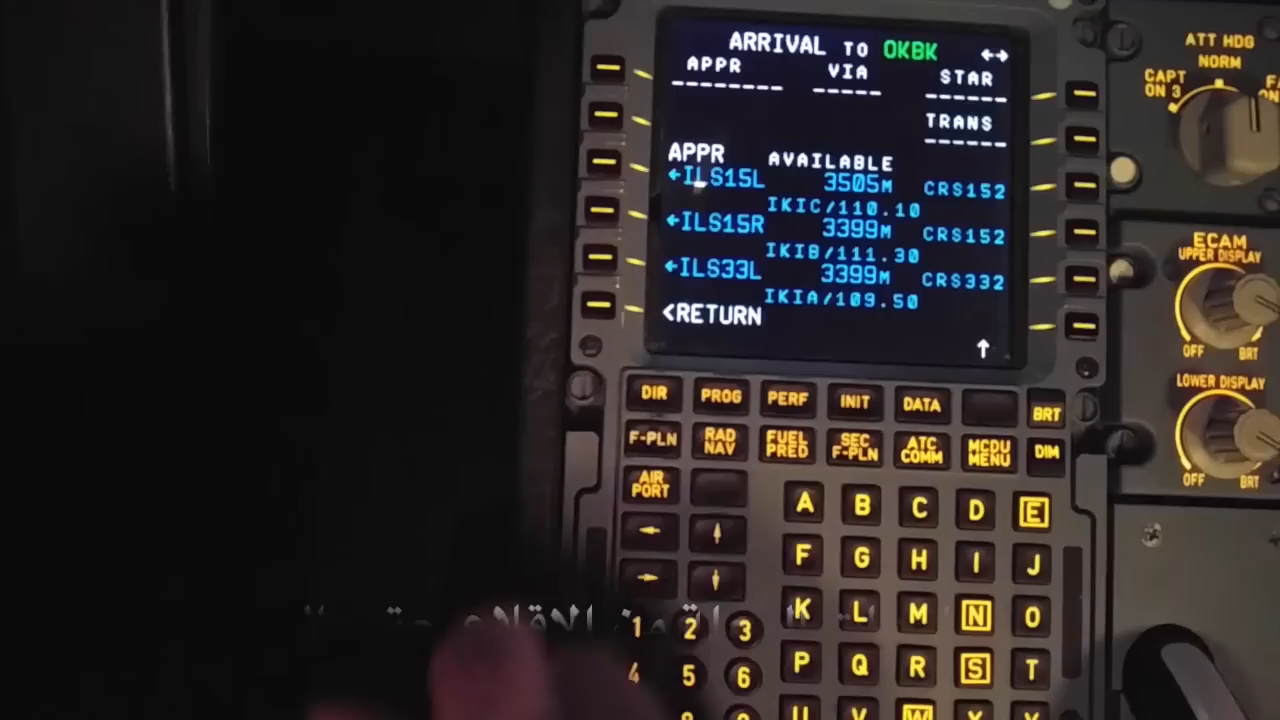 ARRIVAL TO OKBK ↔
APPR VIA STAR
-------- ----- ------
TRANS
------
APPR AVAILABLE
←ILS15L 3505M CRS152
IKIC/110.10
←ILS15R 3399M CRS152
IKIB/111.30
←ILS33L 3399M CRS332
IKIA/109.50
<RETURN
↑
DIR PROG PERF INIT DATA BRT
F-PLN RAD NAV FUEL PRED SEC F-PLN ATC COMM MCDU MENU DIM
AIR PORT
A B C D E
← ↑ F G H I J
→ ↓ K L M N O
1 2 3
P Q R S T
4 5 6
U V W X Y
ATT HDG
NORM
CAPT ON 3
ECAM
UPPER DISPLAY
OFF BRT
LOWER DISPLAY
OFF BRT
من الاقلاع